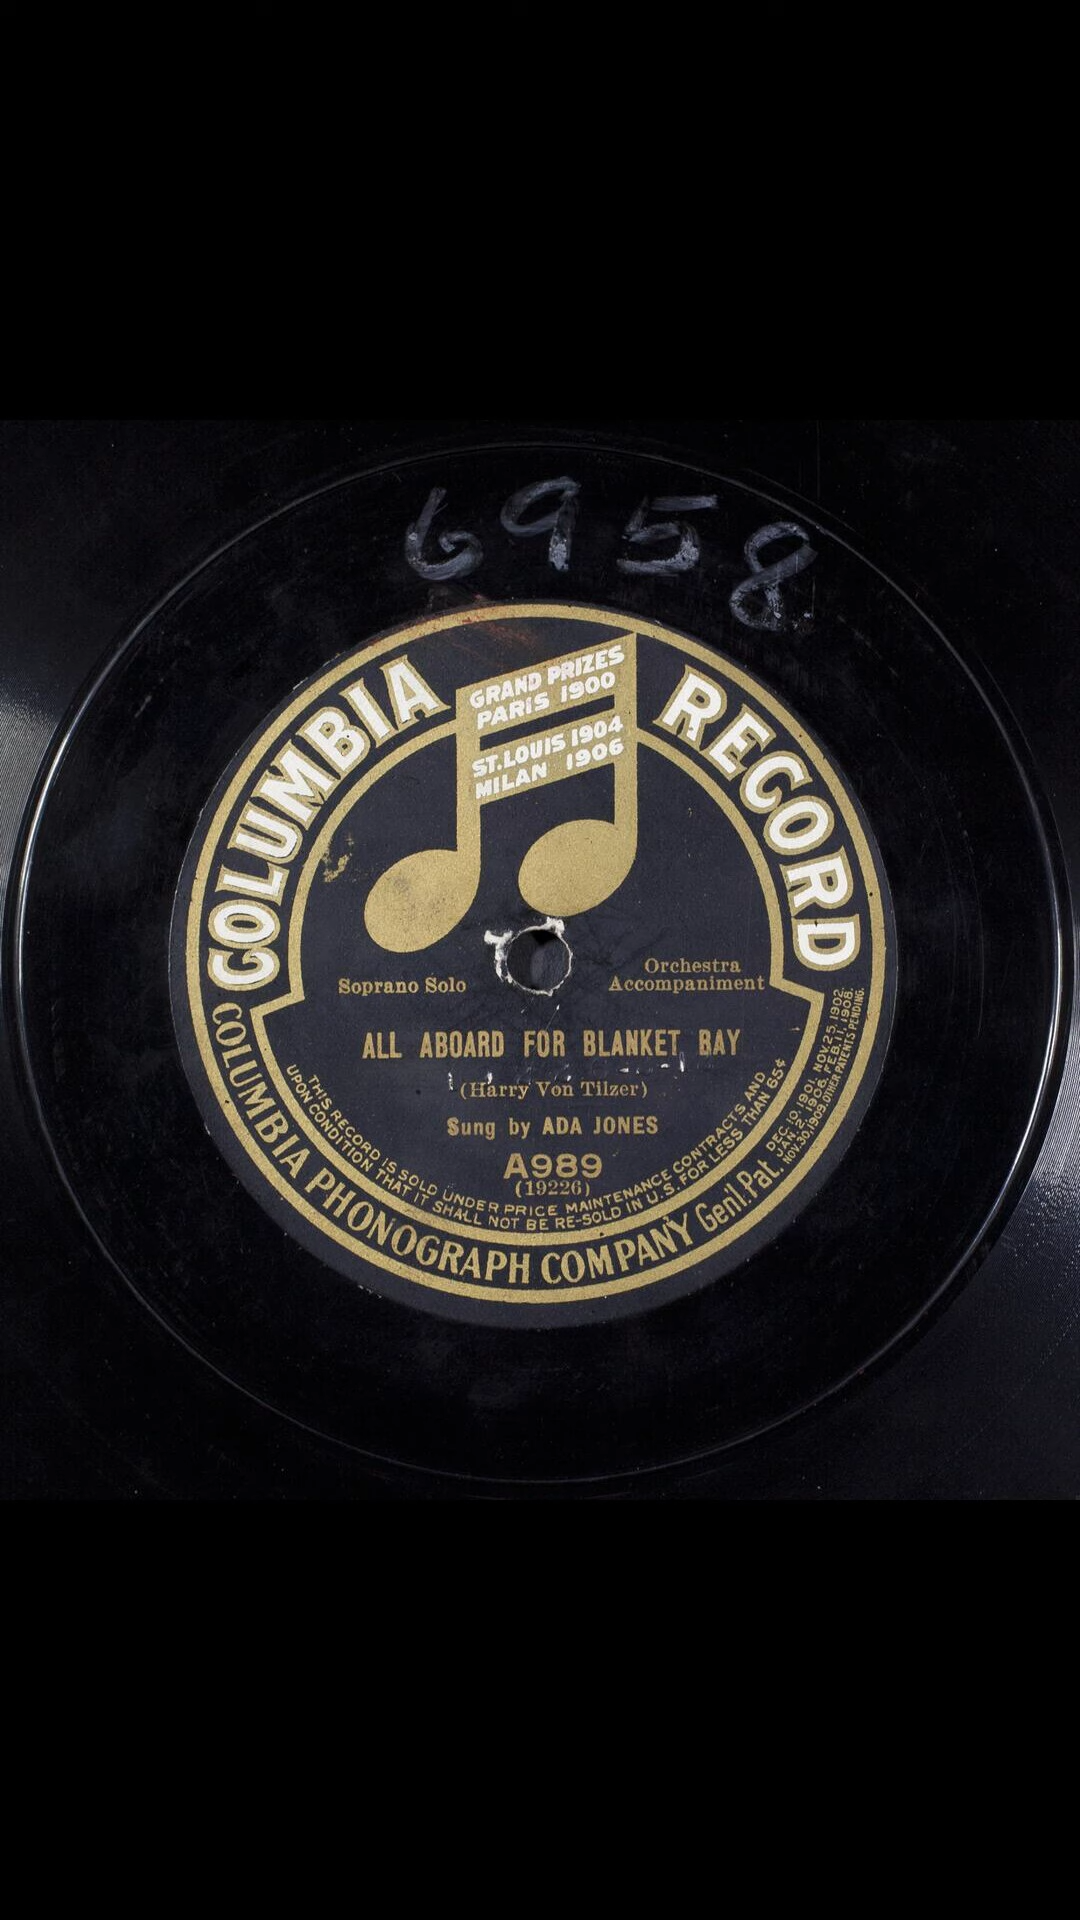 6958
COLUMBIA RECORD
GRAND PRIZES
PARIS 1900
ST. LOUIS 1904
MILAN 1906
Soprano Solo
Orchestra
Accompaniment
ALL ABOARD FOR BLANKET BAY
(Harry Von Tilzer)
Sung by ADA JONES
A989
(19226)
THIS RECORD IS SOLD UNDER PRICE MAINTENANCE CONTRACTS AND
UPON CONDITION THAT IT SHALL NOT BE RE-SOLD IN U.S. FOR LESS THAN 65¢
COLUMBIA PHONOGRAPH COMPANY Gen'l. Pat.
DEC. 10, 1901, NOV. 25, 1902.
JAN. 2, 1906, FEB. 11, 1908.
NOV. 30, 1909. OTHER PATENTS PENDING.